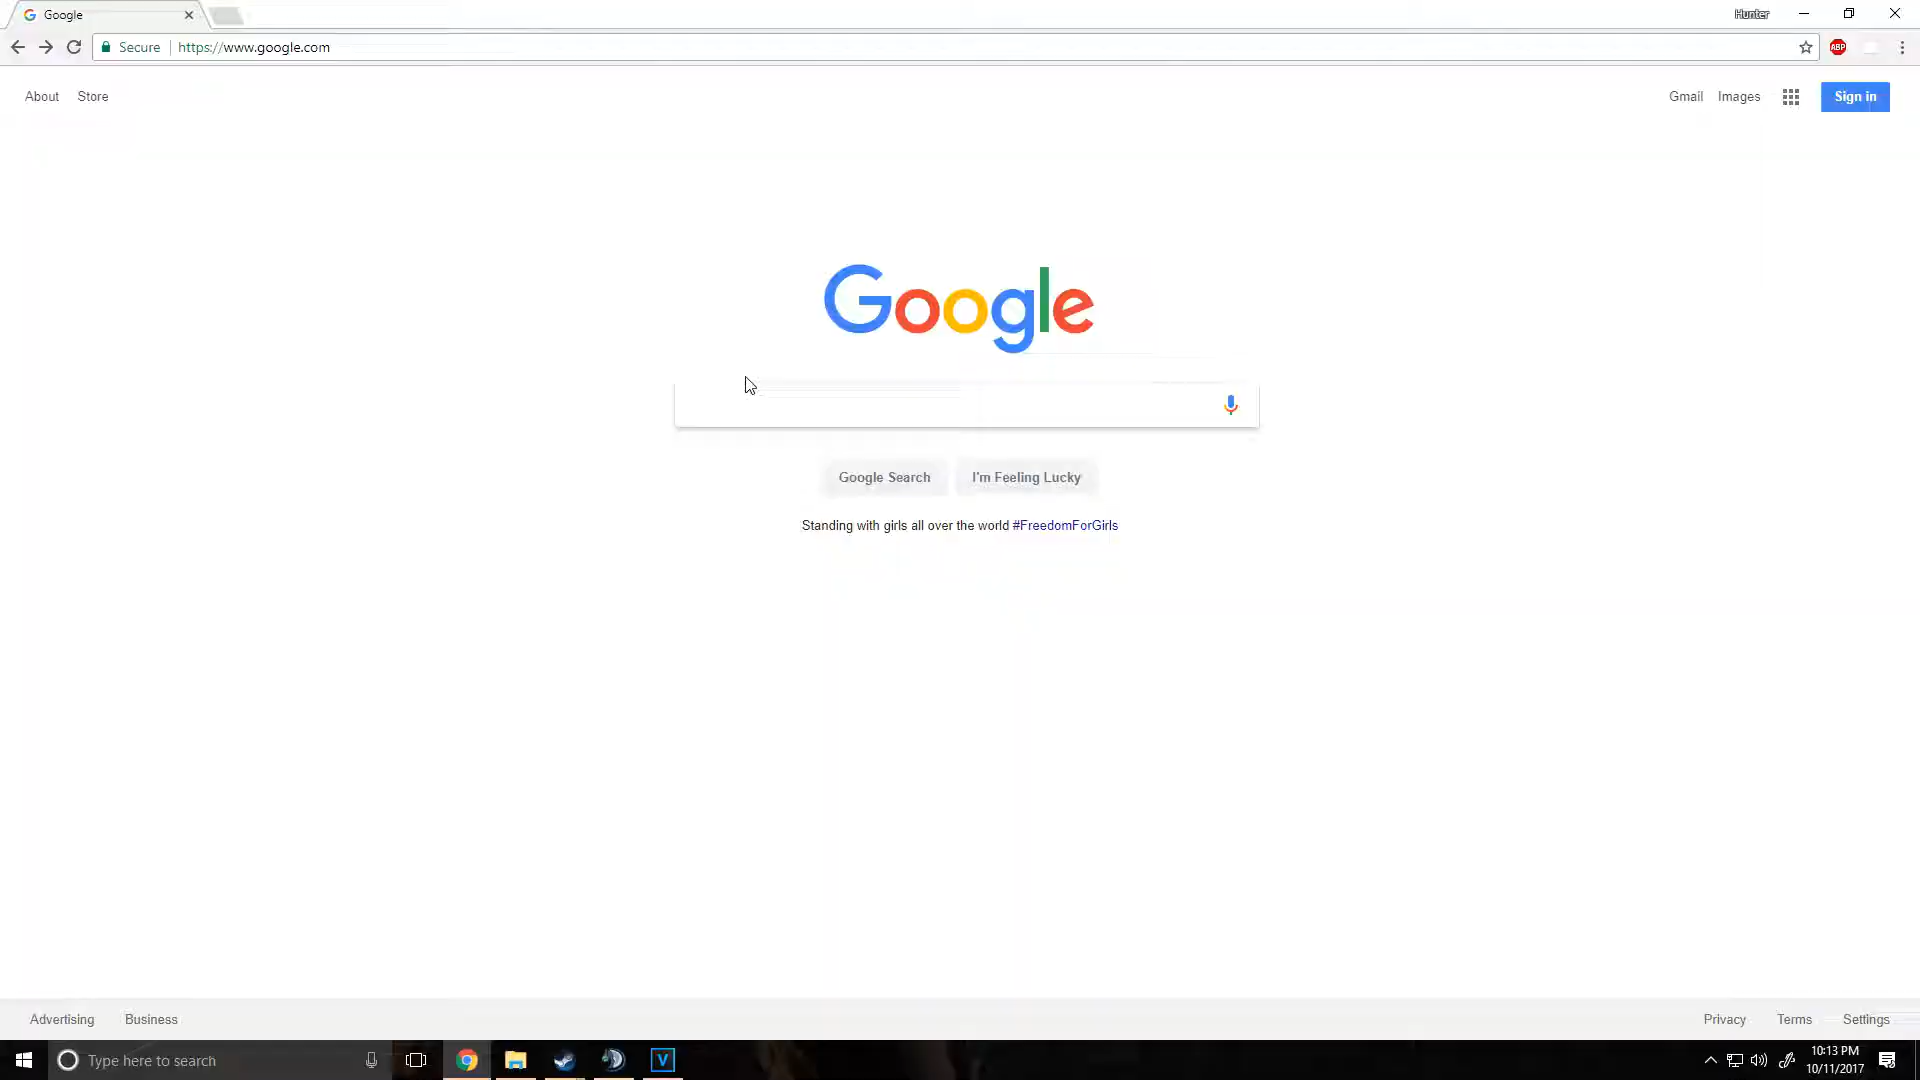 Google
Hunter
Secure
https://www.google.com
ABP
About
Store
Gmail
Images
Sign in
Google
Google Search
I'm Feeling Lucky
Standing with girls all over the world #FreedomForGirls
Advertising
Business
Privacy
Terms
Settings
Type here to search
V
10:13 PM
10/11/2017